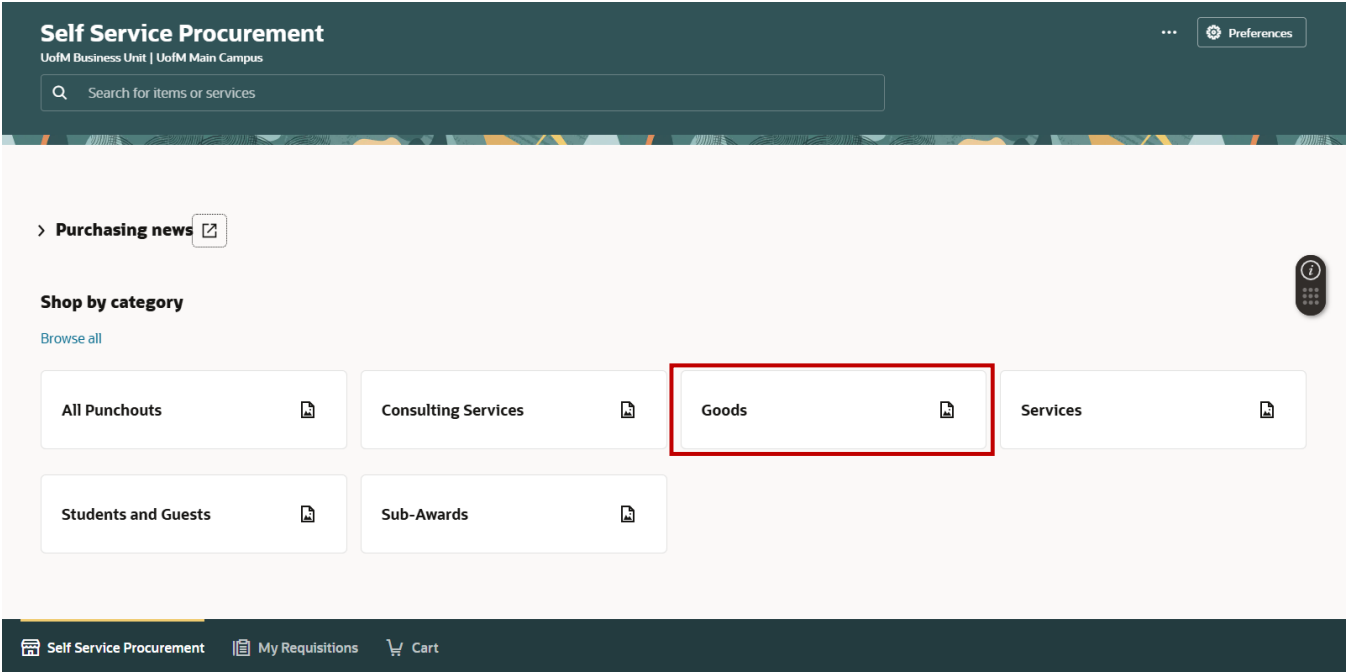 Self Service Procurement
UofM Business Unit | UofM Main Campus
Preferences
Search for items or services
Purchasing news
Shop by category
Browse all
All Punchouts
Consulting Services
Goods
Services
Students and Guests
Sub-Awards
Self Service Procurement
My Requisitions
Cart